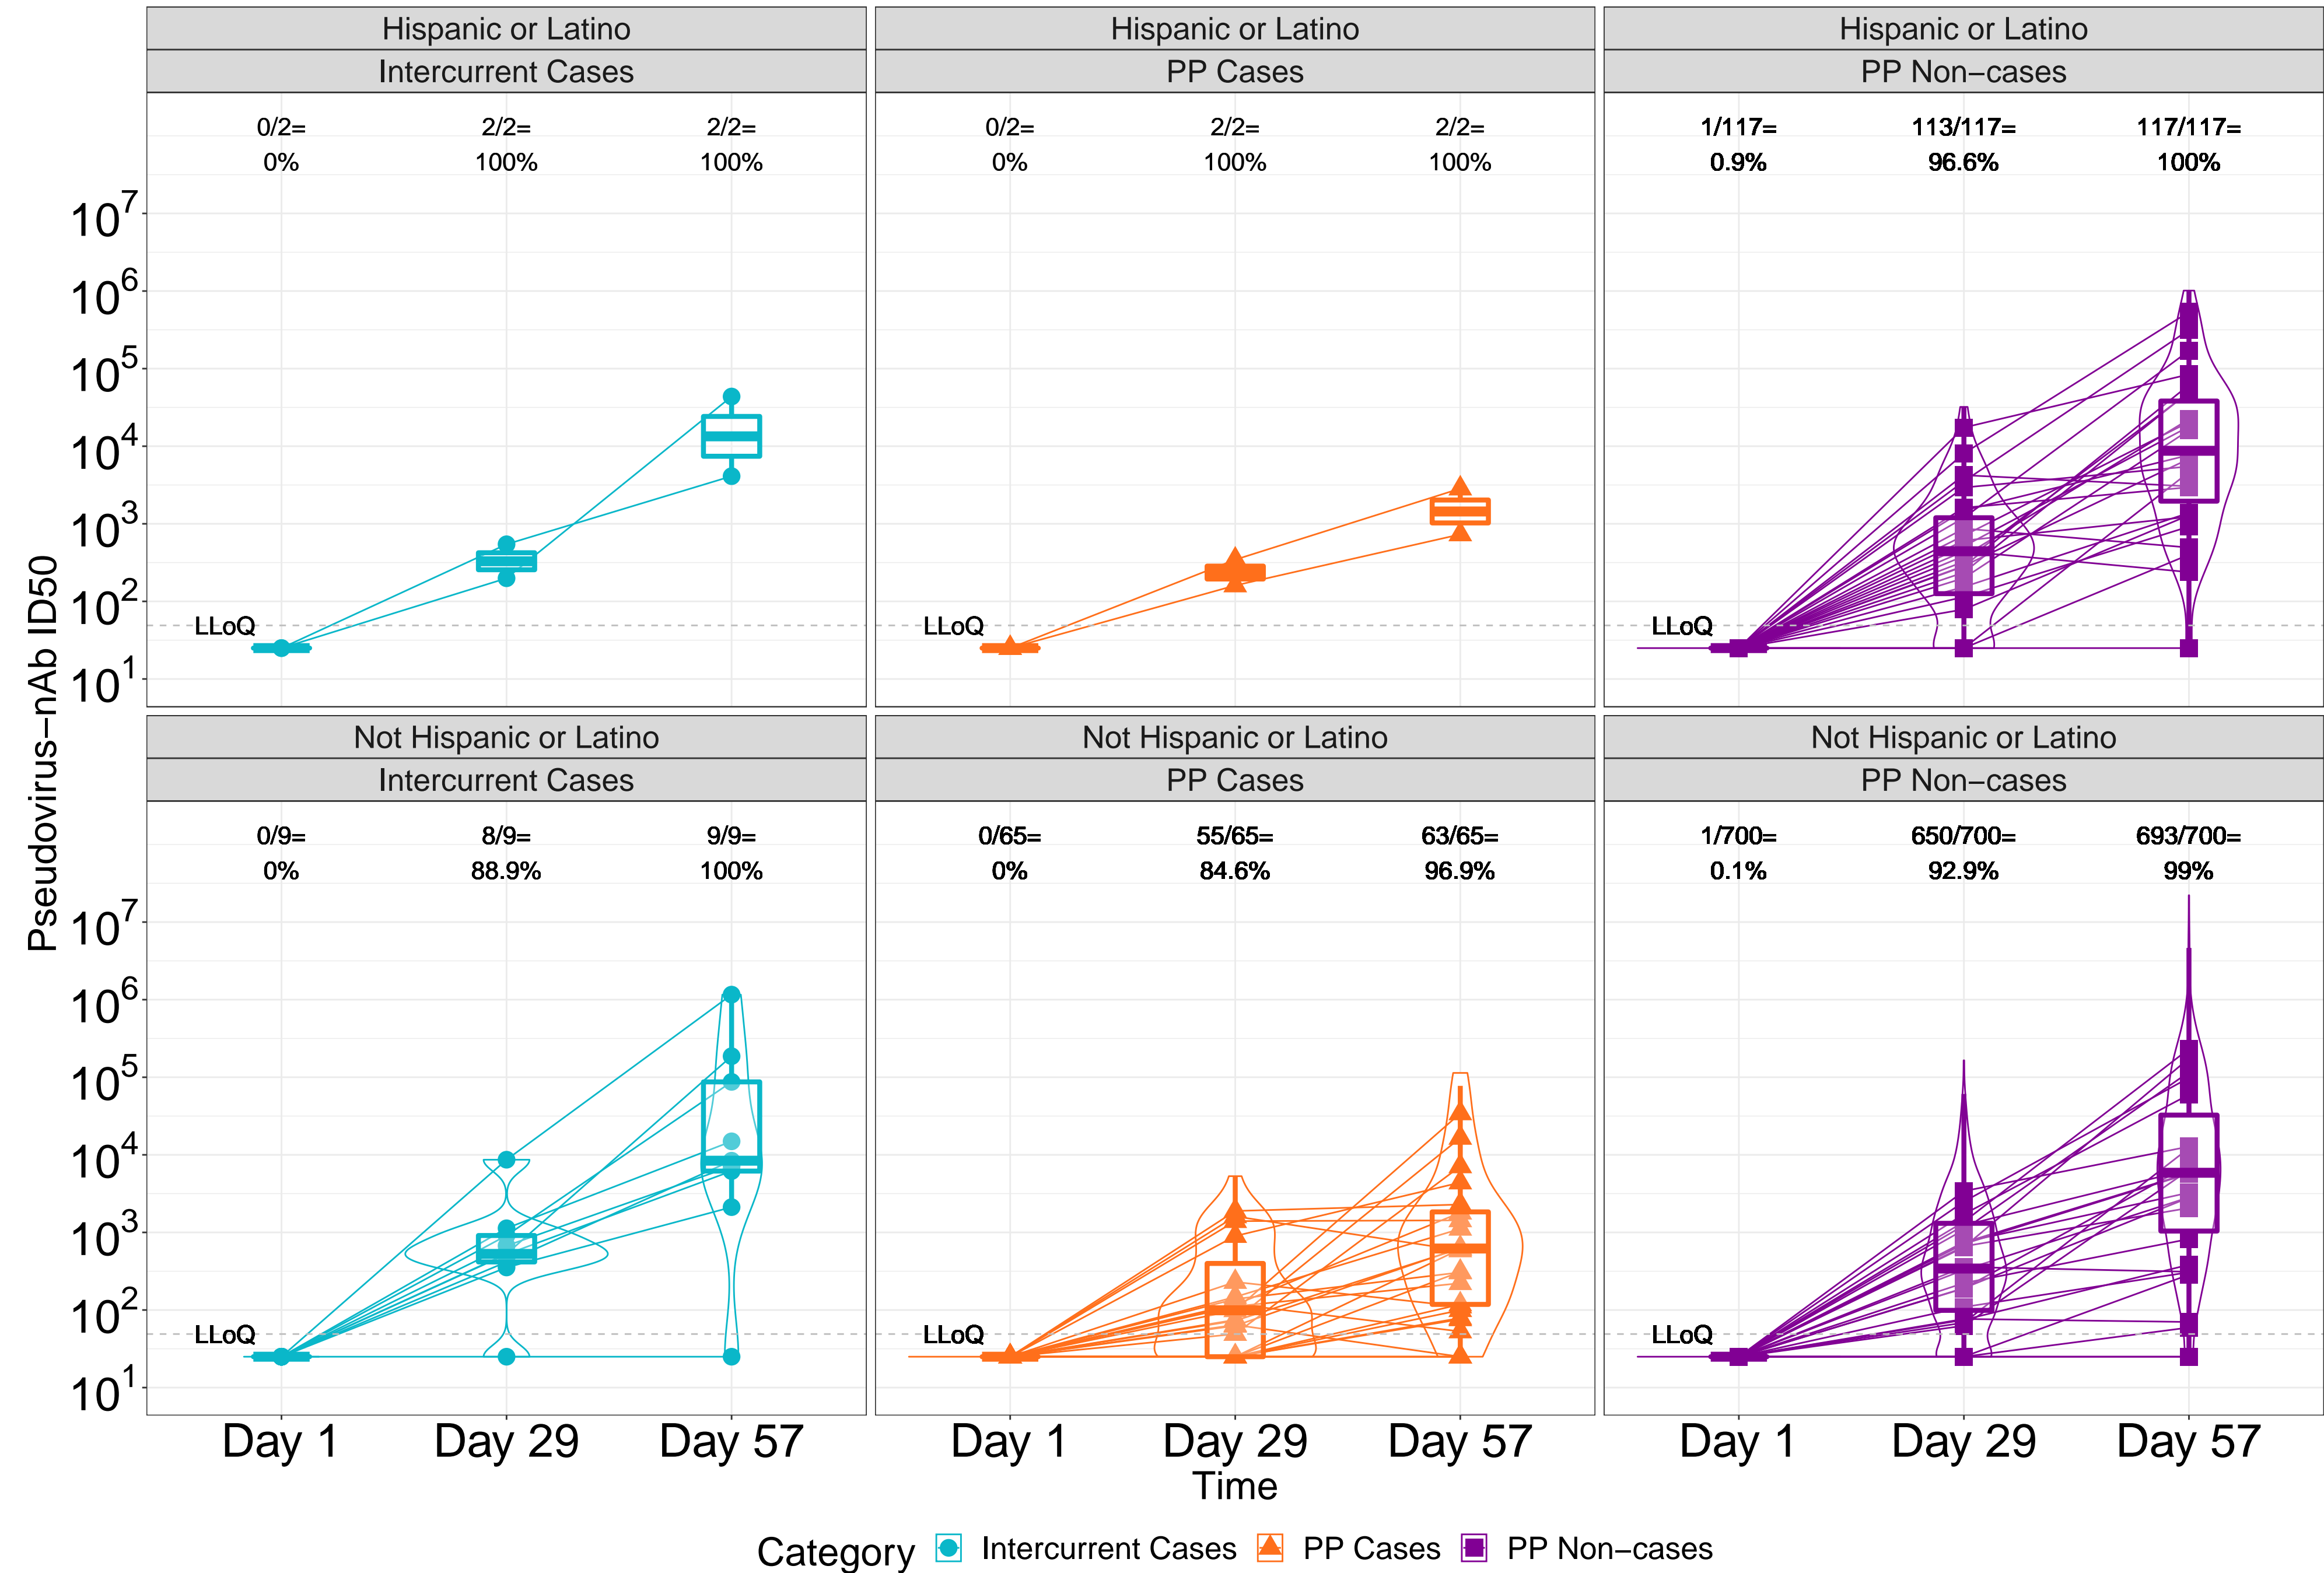 Hispanic or Latino
Intercurrent Cases
Hispanic or Latino
PP Cases
Hispanic or Latino
PP Non−cases
0/2=
0%
2/2=
100%
2/2=
100%
0/2=
0%
2/2=
100%
2/2=
100%
1/117=
0.9%
113/117=
96.6%
117/117=
100%
10^7
10^6
10^5
10^4
10^3
10^2
10^1
LLoQ
LLoQ
LLoQ
Pseudovirus−nAb ID50
Not Hispanic or Latino
Intercurrent Cases
Not Hispanic or Latino
PP Cases
Not Hispanic or Latino
PP Non−cases
0/9=
0%
8/9=
88.9%
9/9=
100%
0/65=
0%
55/65=
84.6%
63/65=
96.9%
1/700=
0.1%
650/700=
92.9%
693/700=
99%
10^7
10^6
10^5
10^4
10^3
10^2
10^1
LLoQ
LLoQ
LLoQ
Day 1 Day 29 Day 57
Day 1 Day 29 Day 57
Day 1 Day 29 Day 57
Time
Category Intercurrent Cases PP Cases PP Non−cases